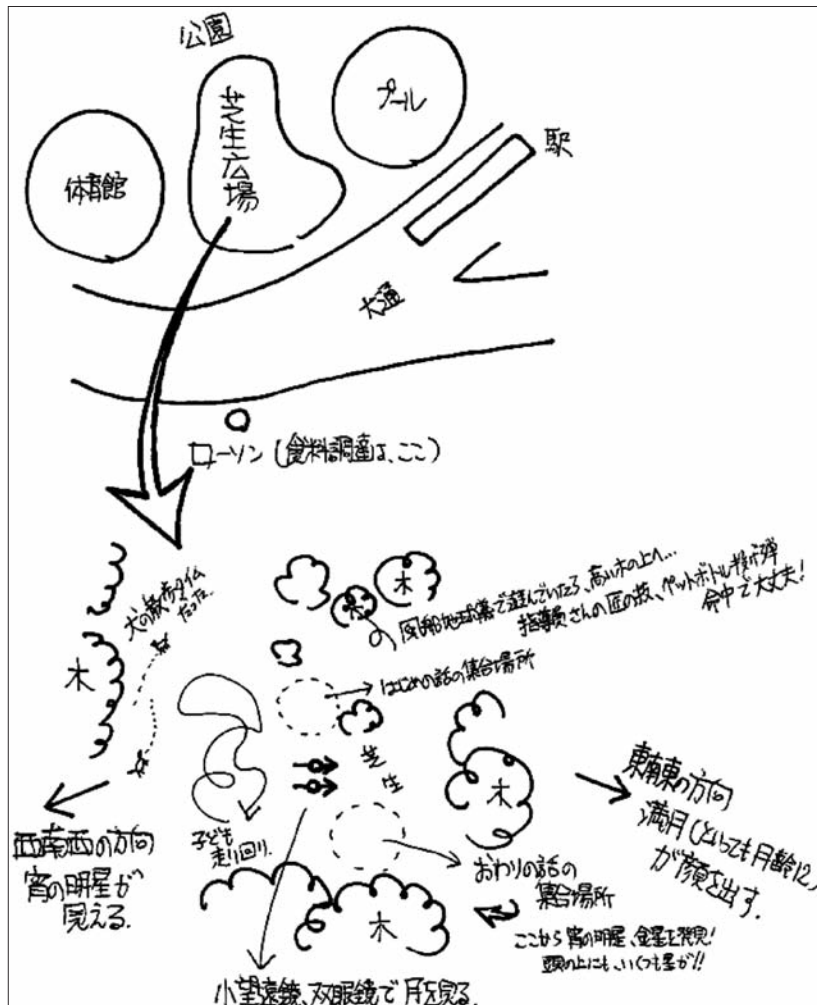 公園
芝生広場
プール
体育館
駅
大通
ローソン(食料調達は、ここ)
犬の散歩タイム
だった
木
木
風船地球儀で遊んでいたら、高い木の上へ…
指導員さんの匠の技、ペットボトル手投げ弾
命中で大丈夫!
はじめの話の集合場所
芝生
木
東南東の方向
満月(といっても月齢12)
が顔を出す.
西南西の方向
宵の明星が
見える.
子ども
走り回り.
おわりの話の
集合場所
木
ここから宵の明星、金星を発見!
頭の上にも、いくつも星が!!
小望遠鏡、双眼鏡で月を見る.